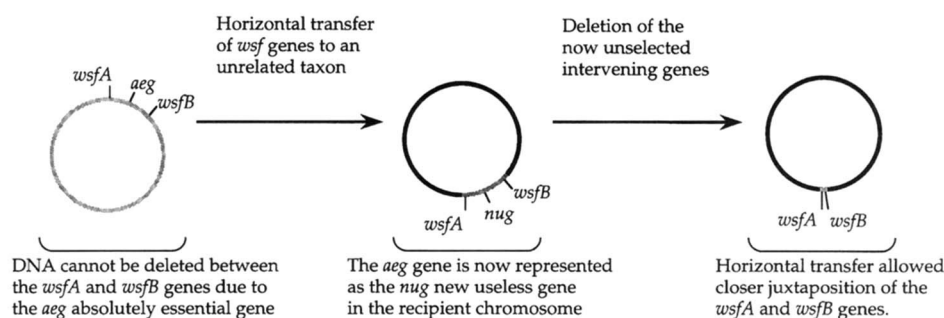 Horizontal transfer
of wsf genes to an
unrelated taxon
Deletion of the
now unselected
intervening genes
wsfA
aeg
wsfB
wsfB
nug
wsfA
wsfA wsfB
DNA cannot be deleted between
the wsfA and wsfB genes due to
the aeg absolutely essential gene
The aeg gene is now represented
as the nug new useless gene
in the recipient chromosome
Horizontal transfer allowed
closer juxtaposition of the
wsfA and wsfB genes.